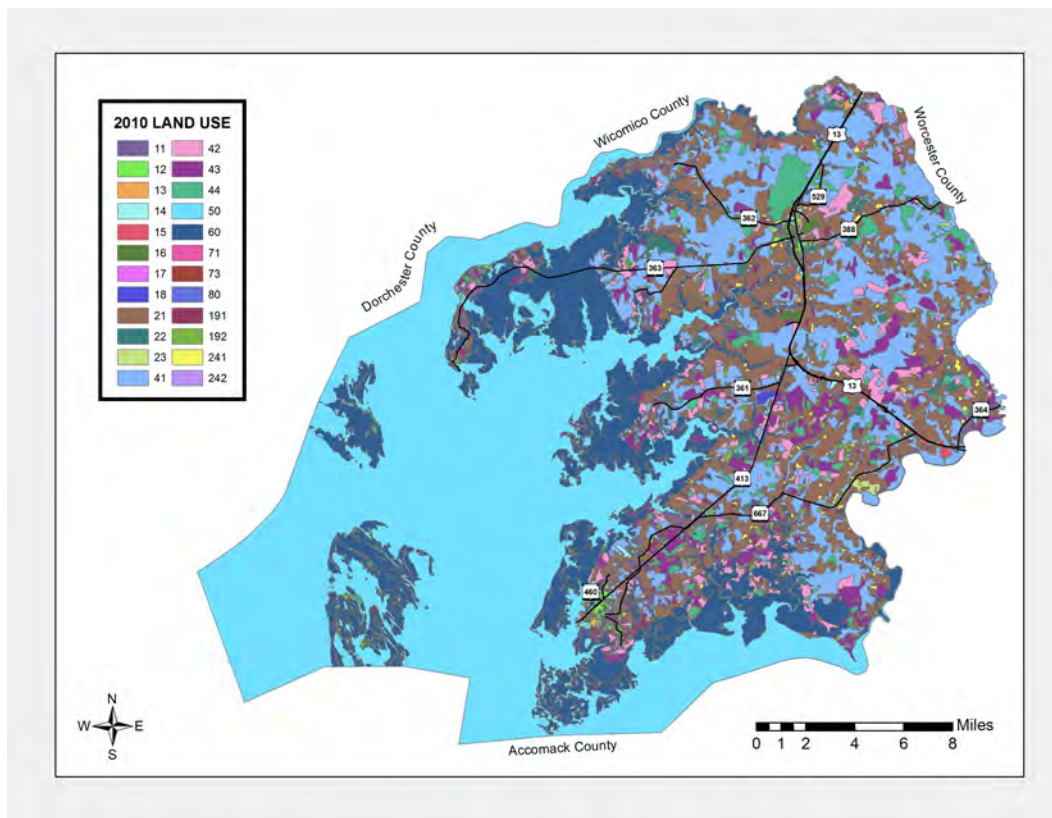 2010 LAND USE
11 42
12 43
13 44
14 50
15 60
16 71
17 73
18 80
21 191
22 192
23 241
41 242
Wicomico County
Worcester County
Dorchester County
Accomack County
13
529
362
388
363
361
13
364
413
667
460
N
W E
S
Miles
0 1 2 4 6 8